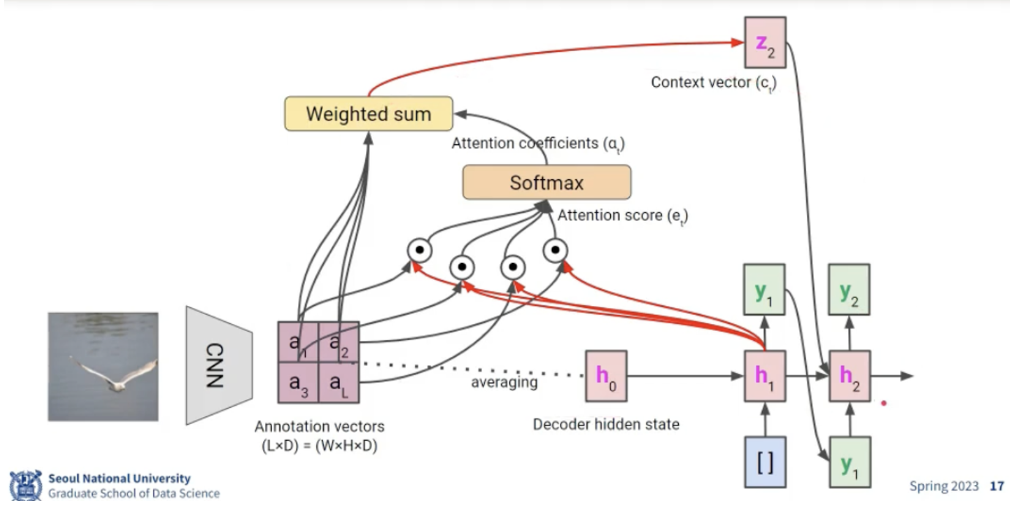 z2
Context vector (ct)
Weighted sum
Attention coefficients (αt)
Softmax
Attention score (et)
y1
y2
CNN
a1
a2
a3
aL
averaging
h0
h1
h2
Annotation vectors
(L×D) = (W×H×D)
Decoder hidden state
[]
y1
Seoul National University
Graduate School of Data Science
Spring 2023 17